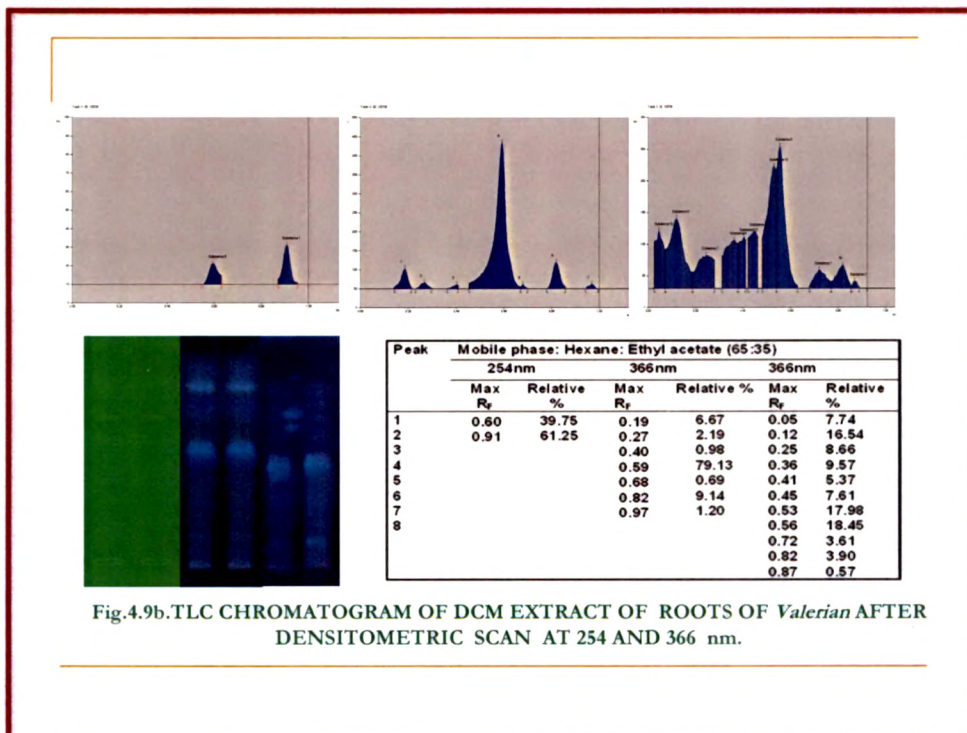 Peak Mobile phase: Hexane: Ethyl acetate (65:35)
254nm 366nm 366nm
Max RF Relative % Max RF Relative % Max RF Relative %
1 0.60 39.75 0.19 6.67 0.05 7.74
2 0.91 61.25 0.27 2.19 0.12 16.54
3 0.40 0.98 0.25 8.66
4 0.59 79.13 0.36 9.57
5 0.68 0.69 0.41 5.37
6 0.82 9.14 0.45 7.61
7 0.97 1.20 0.53 17.98
8 0.56 18.45
0.72 3.61
0.82 3.90
0.87 0.57
Fig.4.9b.TLC CHROMATOGRAM OF DCM EXTRACT OF ROOTS OF Valerian AFTER
DENSITOMETRIC SCAN AT 254 AND 366 nm.